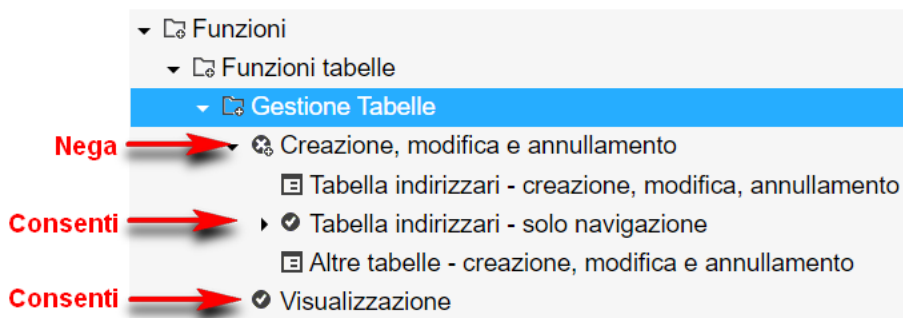 Funzioni
Funzioni tabelle
Gestione Tabelle
Nega Creazione, modifica e annullamento
Tabella indirizzari - creazione, modifica, annullamento
Consenti Tabella indirizzari - solo navigazione
Altre tabelle - creazione, modifica e annullamento
Consenti Visualizzazione